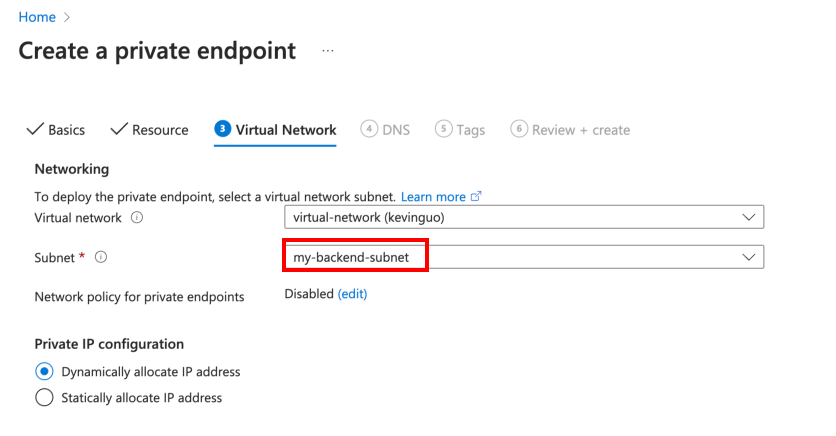 Home
Create a private endpoint ...
Basics Resource 3 Virtual Network 4 DNS 5 Tags 6 Review + create
Networking
To deploy the private endpoint, select a virtual network subnet. Learn more
Virtual network virtual-network (kevinguo)
Subnet * my-backend-subnet
Network policy for private endpoints Disabled (edit)
Private IP configuration
Dynamically allocate IP address
Statically allocate IP address